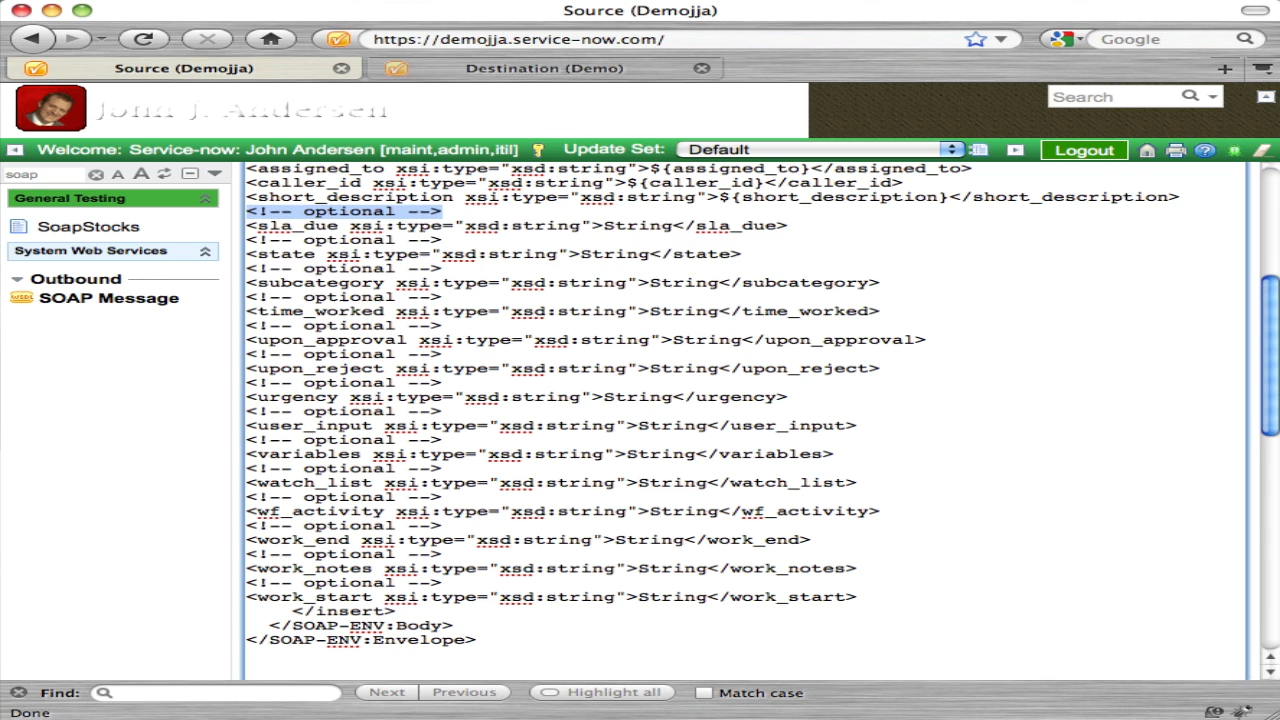 Source (Demojja)
https://demojja.service-now.com/
Google
Source (Demojja)
Destination (Demo)
John J. Andersen
Search
Welcome: Service-now: John Andersen [maint,admin,itil]
Update Set:
Default
Logout
soap
A A
General Testing
SoapStocks
System Web Services
Outbound
SOAP Message
<assigned_to xsi:type="xsd:string">${assigned_to}</assigned_to>
<caller_id xsi:type="xsd:string">${caller_id}</caller_id>
<short_description xsi:type="xsd:string">${short_description}</short_description>
<!-- optional -->
<sla_due xsi:type="xsd:string">String</sla_due>
<!-- optional -->
<state xsi:type="xsd:string">String</state>
<!-- optional -->
<subcategory xsi:type="xsd:string">String</subcategory>
<!-- optional -->
<time_worked xsi:type="xsd:string">String</time_worked>
<!-- optional -->
<upon_approval xsi:type="xsd:string">String</upon_approval>
<!-- optional -->
<upon_reject xsi:type="xsd:string">String</upon_reject>
<!-- optional -->
<urgency xsi:type="xsd:string">String</urgency>
<!-- optional -->
<user_input xsi:type="xsd:string">String</user_input>
<!-- optional -->
<variables xsi:type="xsd:string">String</variables>
<!-- optional -->
<watch_list xsi:type="xsd:string">String</watch_list>
<!-- optional -->
<wf_activity xsi:type="xsd:string">String</wf_activity>
<!-- optional -->
<work_end xsi:type="xsd:string">String</work_end>
<!-- optional -->
<work_notes xsi:type="xsd:string">String</work_notes>
<!-- optional -->
<work_start xsi:type="xsd:string">String</work_start>
</insert>
</SOAP-ENV:Body>
</SOAP-ENV:Envelope>
Find:
Next
Previous
Highlight all
Match case
Done